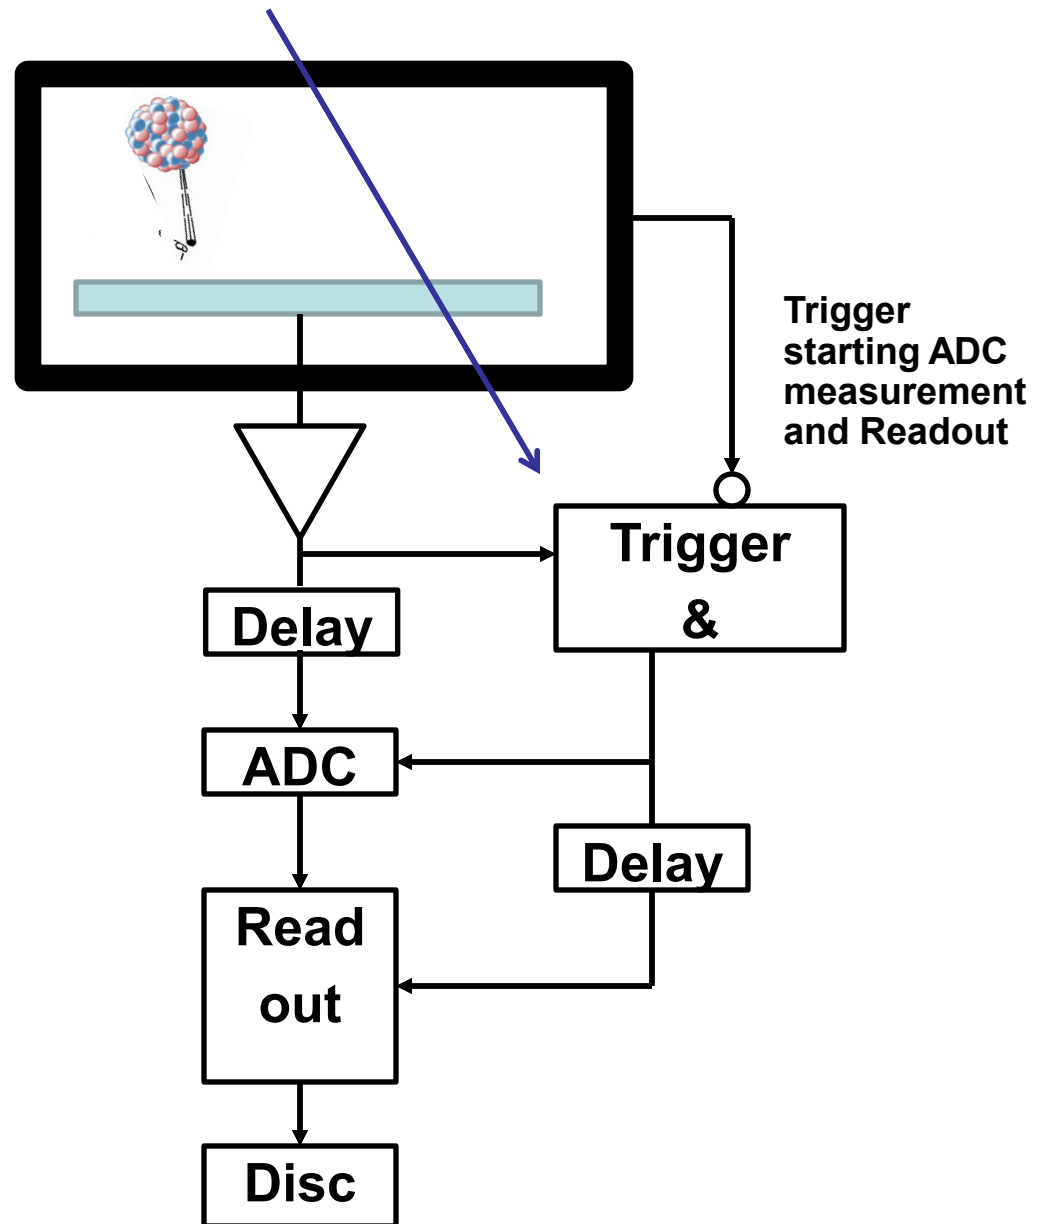 β−
Trigger
starting ADC
measurement
and Readout
Trigger
&
Delay
ADC
Delay
Read
out
Disc